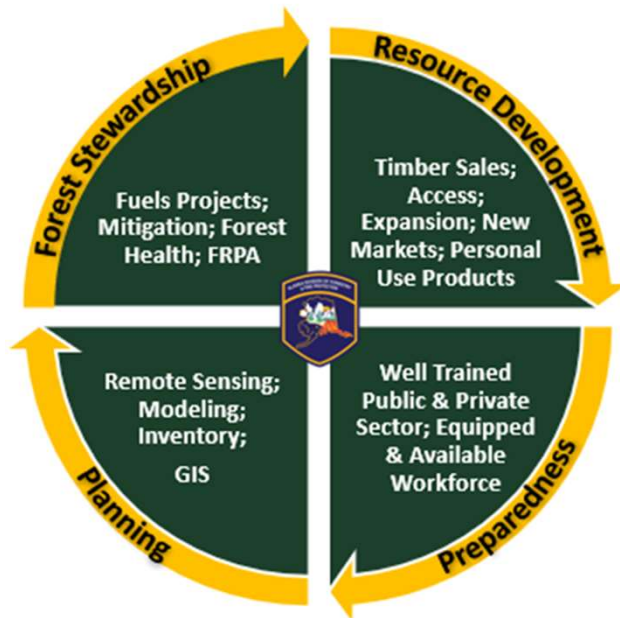 Forest Stewardship
Resource Development
Fuels Projects;
Mitigation; Forest
Health; FRPA
Timber Sales;
Access;
Expansion; New
Markets; Personal
Use Products
Remote Sensing;
Modeling;
Inventory;
GIS
Well Trained
Public & Private
Sector; Equipped
& Available
Workforce
Planning
Preparedness